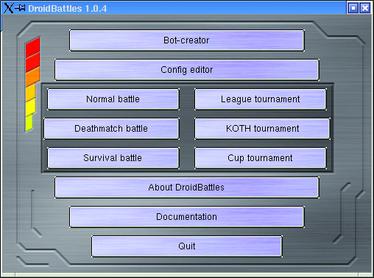 DroidBattles 1.0.4
Bot-creator
Config editor
Normal battle
League tournament
Deathmatch battle
KOTH tournament
Survival battle
Cup tournament
About DroidBattles
Documentation
Quit